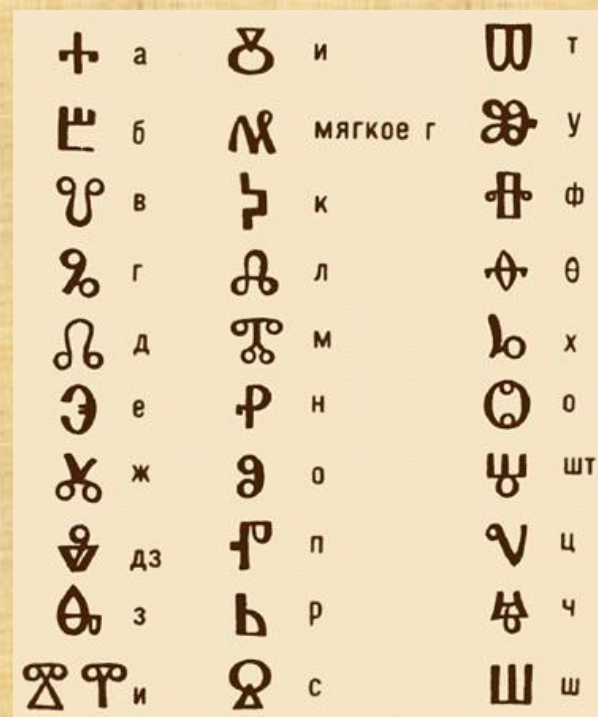 Ⰰ а
Ⰱ б
Ⰲ в
Ⰳ г
Ⰴ д
Ⰵ е
Ⰶ ж
Ⰷ дз
Ⰸ з
Ⰹ Ⰺ и
Ⰻ и
Ⰼ мягкое г
Ⰽ к
Ⰾ л
Ⰿ м
Ⱀ н
Ⱁ о
Ⱂ п
Ⱃ р
Ⱄ с
Ⱅ т
Ⱆ у
Ⱇ ф
Ⱚ ѳ
Ⱈ х
Ⱉ о
Ⱋ шт
Ⱌ ц
Ⱍ ч
Ⱎ ш